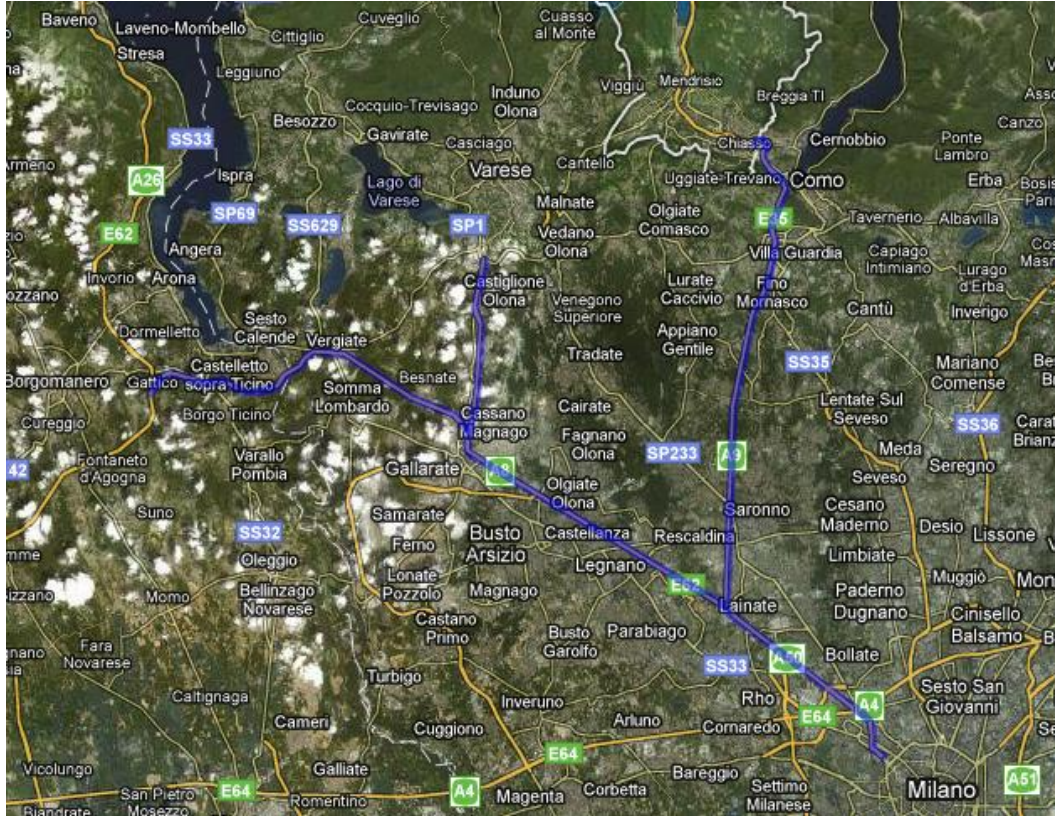 Baveno
Laveno-Mombello
Cuveglio
Cuasso
al Monte
Stresa
Cittiglio
Leggiuno
Viggiù
Mendrisio
Breggia TI
Induno
Olona
Cocquio-Trevisago
Besozzo
Gavirate
Casciago
Canzo
SS33
Chiasso
Cernobbio
Ponte
Lambro
Armeno
Varese
Cantello
A26
Ispra
Lago di
Varese
Uggiate-Trevano
Como
Erba
SP69
SS629
SP1
Malnate
Olgiate
Comasco
E35
Tavernerio
Albavilla
E62
Angera
Vedano
Olona
Villa Guardia
Capiago
Intimiano
Invorio
Arona
Castiglione
Olona
Lurate
Caccivio
Fino
Mornasco
Lurago
d'Erba
Venegono
Superiore
Cantù
Inverigo
Dormelletto
Sesto
Calende
Vergiate
Appiano
Gentile
Tradate
SS35
Mariano
Comense
Borgomanero
Gattico
Castelletto
sopra Ticino
Besnate
Somma
Lombardo
Borgo Ticino
Cureggio
Cassano
Magnago
Cairate
Lentate Sul
Seveso
SS36
Fagnano
Olona
SP233
A9
Meda
Seregno
Seveso
42
Fontaneto
d'Agogna
Varallo
Pombia
Gallarate
A8
Olgiate
Olona
Suno
Samarate
Saronno
Cesano
Maderno
Desio
Lissone
SS32
Oleggio
Ferno
Busto
Arsizio
Castellanza
Rescaldina
Limbiate
Legnano
Lonate
Pozzolo
Magnago
E62
Paderno
Dugnano
Muggiò
Momo
Bellinzago
Novarese
Lainate
Cinisello
Balsamo
Castano
Primo
Busto
Garolfo
Parabiago
Fara
Novarese
SS33
A50
Bollate
Turbigo
Caltignaga
Rho
A4
Sesto San
Giovanni
Inveruno
Arluno
Cornaredo
E64
Cameri
Cuggiono
E64
Vicolungo
Galliate
Bareggio
Settimo
Milanese
A51
Milano
E64
A4
San Pietro
Mosezzo
Romentino
Magenta
Corbetta
Biandrate